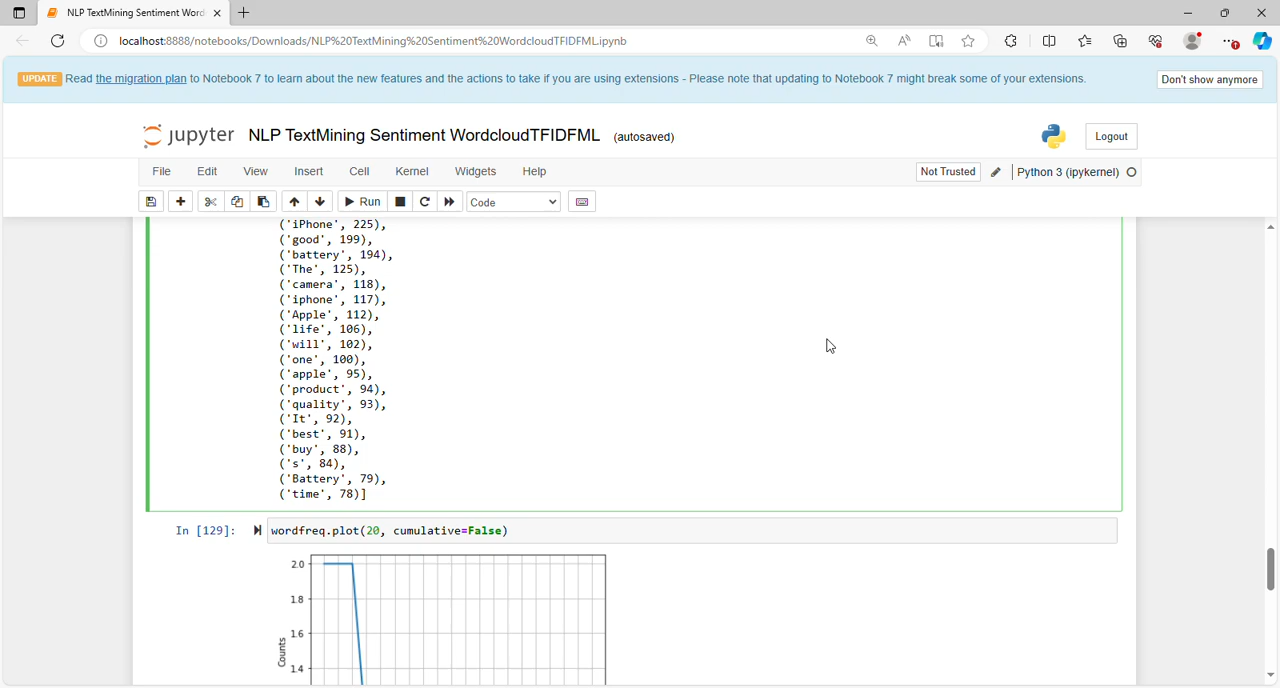 NLP TextMining Sentiment Word
localhost:8888/notebooks/Downloads/NLP%20TextMining%20Sentiment%20WordcloudTFIDFML.ipynb
UPDATE Read the migration plan to Notebook 7 to learn about the new features and the actions to take if you are using extensions - Please note that updating to Notebook 7 might break some of your extensions.
Don't show anymore
jupyter NLP TextMining Sentiment WordcloudTFIDFML (autosaved)
Logout
File Edit View Insert Cell Kernel Widgets Help
Not Trusted Python 3 (ipykernel)
Run Code
('iPhone', 225),
('good', 199),
('battery', 194),
('The', 125),
('camera', 118),
('iphone', 117),
('Apple', 112),
('life', 106),
('will', 102),
('one', 100),
('apple', 95),
('product', 94),
('quality', 93),
('It', 92),
('best', 91),
('buy', 88),
('s', 84),
('Battery', 79),
('time', 78)]
In [129]: wordfreq.plot(20, cumulative=False)
2.0
1.8
1.6
Counts
1.4